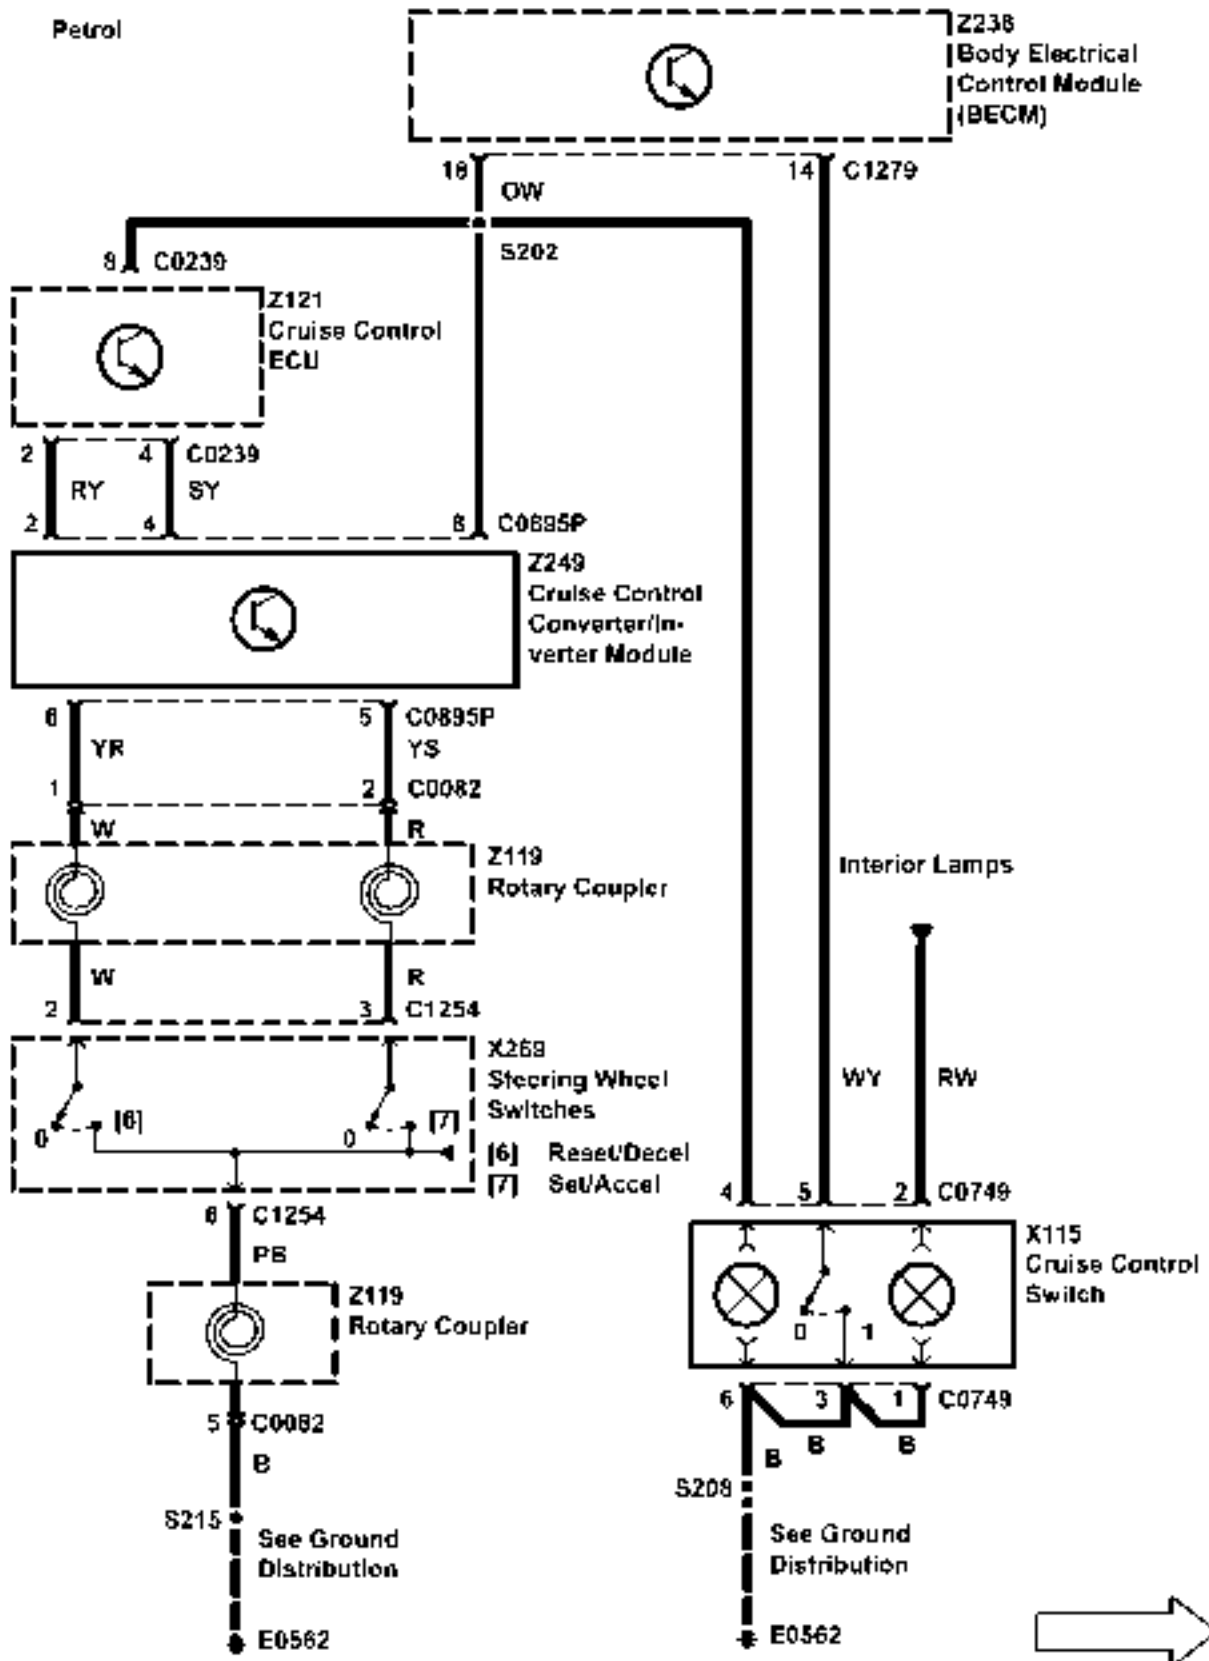 Petrol
Z238
Body Electrical
Control Module
(BECM)
18
14
C1279
OW
S202
8
C0239
Z121
Cruise Control
ECU
2
4
C0239
RY
SY
2
4
8
C0895P
Z249
Cruise Control
Converter/In-
verter Module
6
5
C0895P
YR
YS
1
2
C0082
W
R
Z119
Rotary Coupler
Interior Lamps
W
R
2
3
C1254
X269
Steering Wheel
Switches
WY
RW
0
[6]
0
[7]
[6] Reset/Decel
[7] Set/Accel
4
5
2
C0749
6
C1254
X115
Cruise Control
Switch
PB
Z119
Rotary Coupler
0
1
6
3
1
C0749
5
C0082
B
B
B
B
S209
S215
See Ground
Distribution
See Ground
Distribution
E0562
E0562